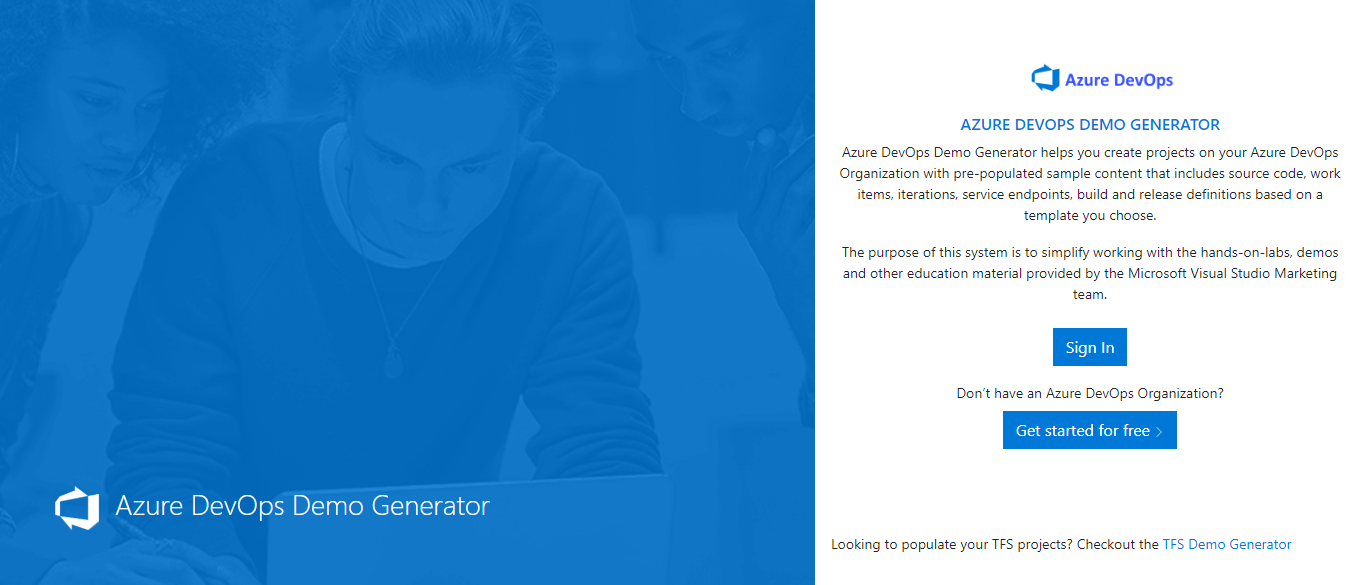 Azure DevOps Demo Generator
Azure DevOps
AZURE DEVOPS DEMO GENERATOR
Azure DevOps Demo Generator helps you create projects on your Azure DevOps
Organization with pre-populated sample content that includes source code, work
items, iterations, service endpoints, build and release definitions based on a
template you choose.
The purpose of this system is to simplify working with the hands-on-labs, demos
and other education material provided by the Microsoft Visual Studio Marketing
team.
Sign In
Don't have an Azure DevOps Organization?
Get started for free >
Looking to populate your TFS projects? Checkout the TFS Demo Generator